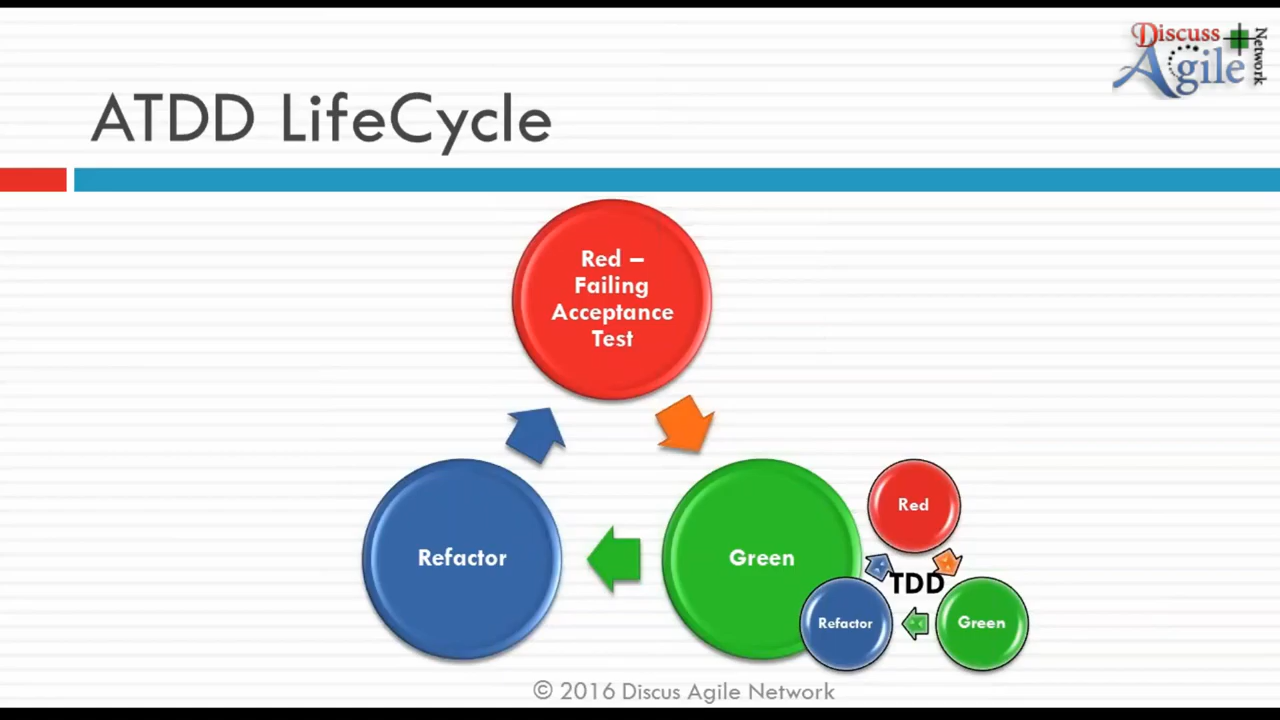 Discuss
Agile
Network
ATDD LifeCycle
Red –
Failing
Acceptance
Test
Refactor
Green
Red
TDD
Refactor
Green
© 2016 Discus Agile Network